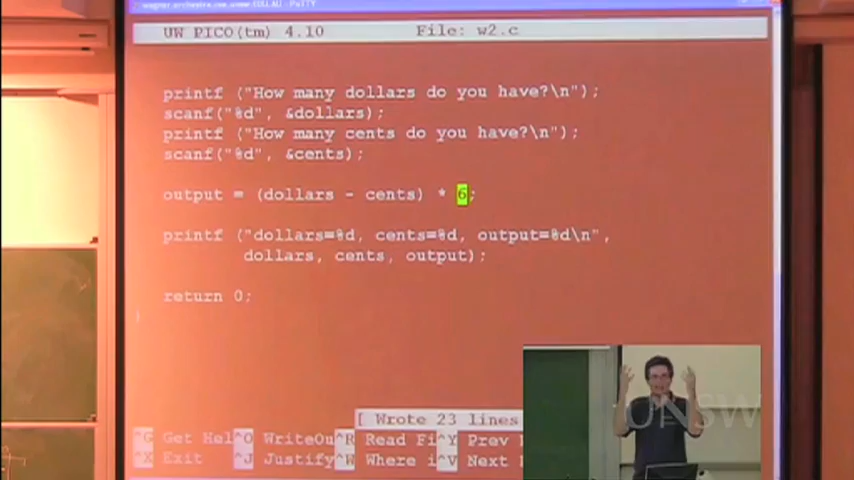 UW PICO(tm) 4.10 File: w2.c
printf ("How many dollars do you have?\n");
scanf("%d", &dollars);
printf ("How many cents do you have?\n");
scanf("%d", &cents);
output = (dollars - cents) * 6;
printf ("dollars=%d, cents=%d, output=%d\n",
dollars, cents, output);
return 0;
}
UNSW
[ Wrote 23 lines
^G Get Hel ^O WriteOu ^R Read Fi ^Y Prev
^X Exit ^J Justify ^W Where i ^V Next